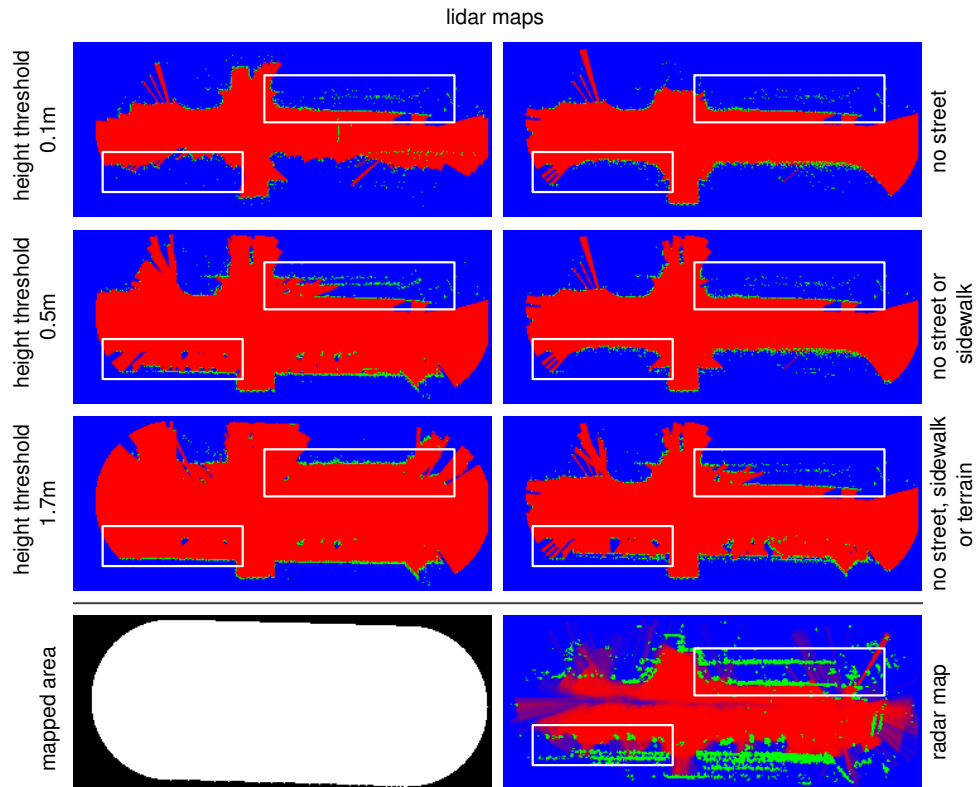 lidar maps
height threshold
0.1m
no street
height threshold
0.5m
no street or
sidewalk
height threshold
1.7m
no street, sidewalk
or terrain
mapped area
radar map